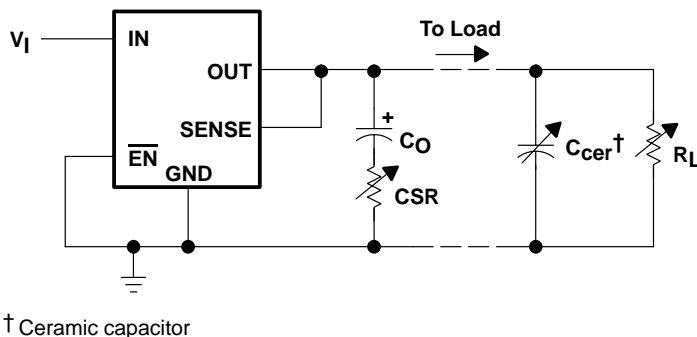 To Load
VI
IN
OUT
SENSE
EN
GND
+
CO
CSR
Ccer†
RL
† Ceramic capacitor